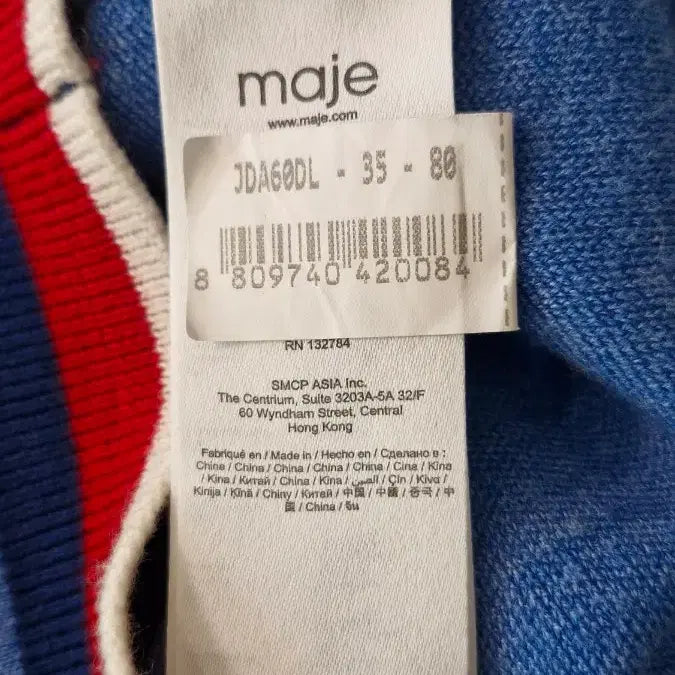 maje
www.maje.com
JDA60DL - 35 - 80
8 809740 420084
RN 132784
SMCP ASIA Inc.
The Centrium, Suite 3203A-5A 32/F
60 Wyndham Street, Central
Hong Kong
Fabriqué en / Made in / Hecho en / Сделано в :
China / China / China / China / China / Cina / Kina
/ Kina / Китай / China / Kína / الصين / Çin / Kiva /
Kinija / Ķīnā / Chiny / Китей / 中国 / 中國 / 중국 / 中
国 / China / จีน